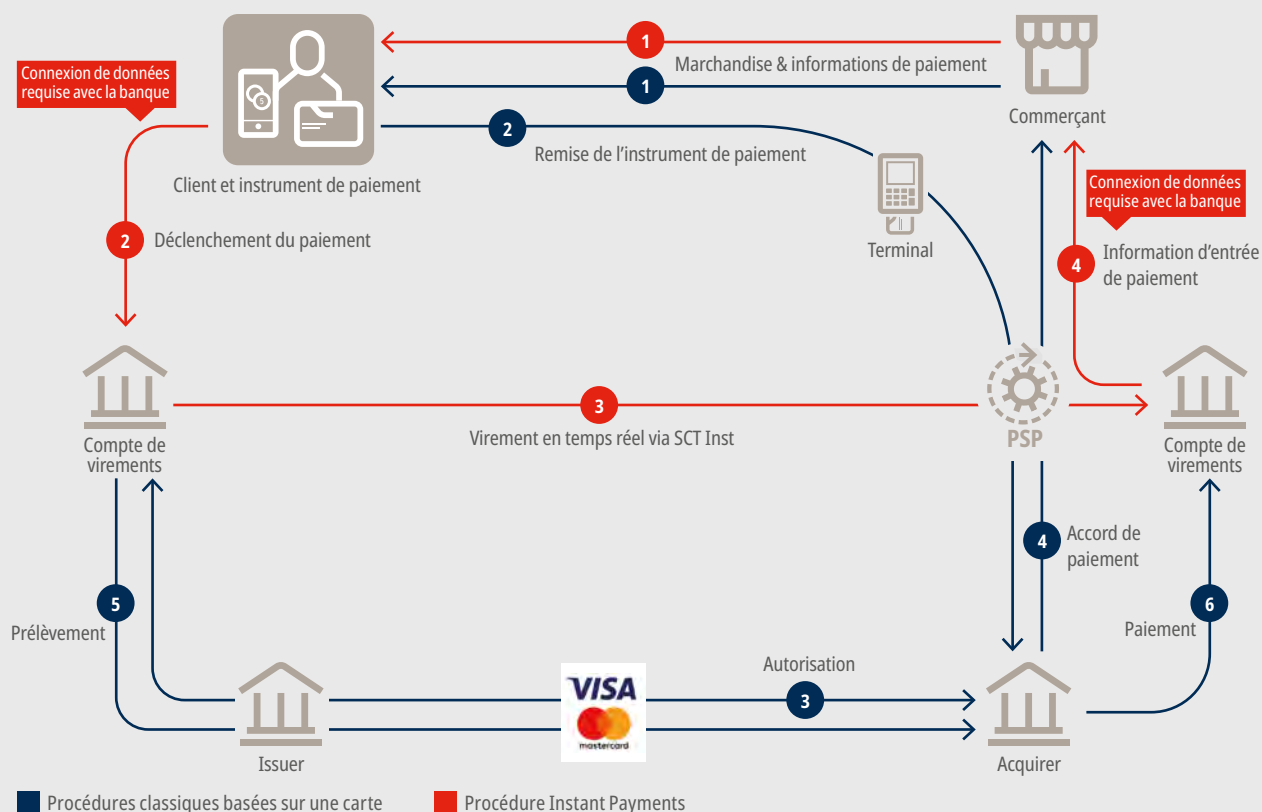 1
Marchandise & informations de paiement
1
Connexion de données
requise avec la banque
Commerçant
2
Remise de l'instrument de paiement
Client et instrument de paiement
Connexion de données
requise avec la banque
Terminal
2
Déclenchement du paiement
4
Information d'entrée
de paiement
3
Virement en temps réel via SCT Inst
PSP
Compte de
virements
Compte de
virements
4
Accord de
paiement
5
Prélèvement
6
Paiement
Autorisation
3
VISA
mastercard
Issuer
Acquirer
Procédures classiques basées sur une carte
Procédure Instant Payments